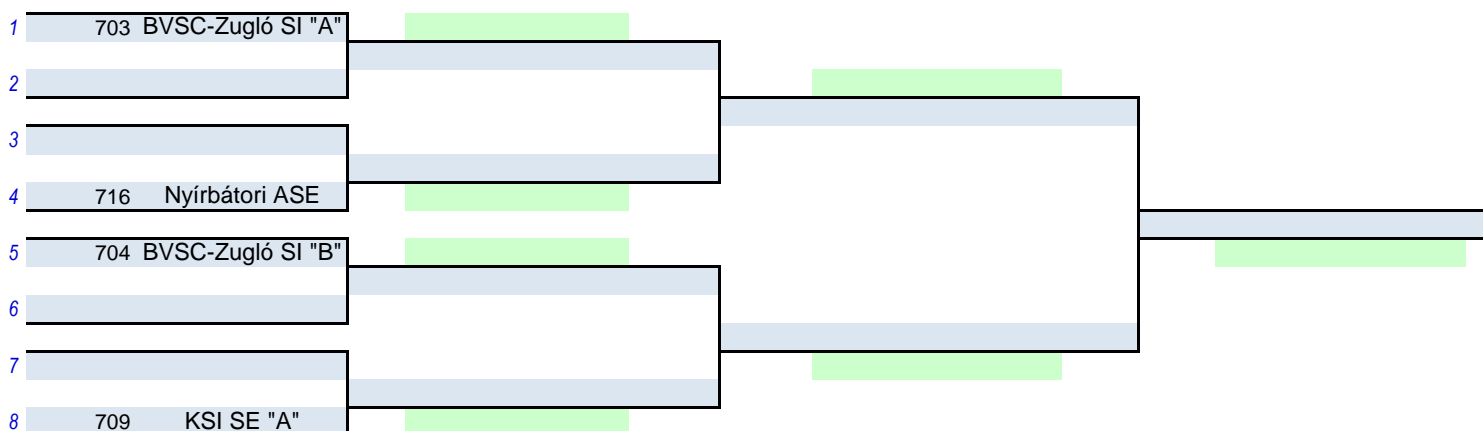 1 703 BVSC-Zugló SI "A"
2
3
4 716 Nyírbátori ASE
5 704 BVSC-Zugló SI "B"
6
7
8 709 KSI SE "A"